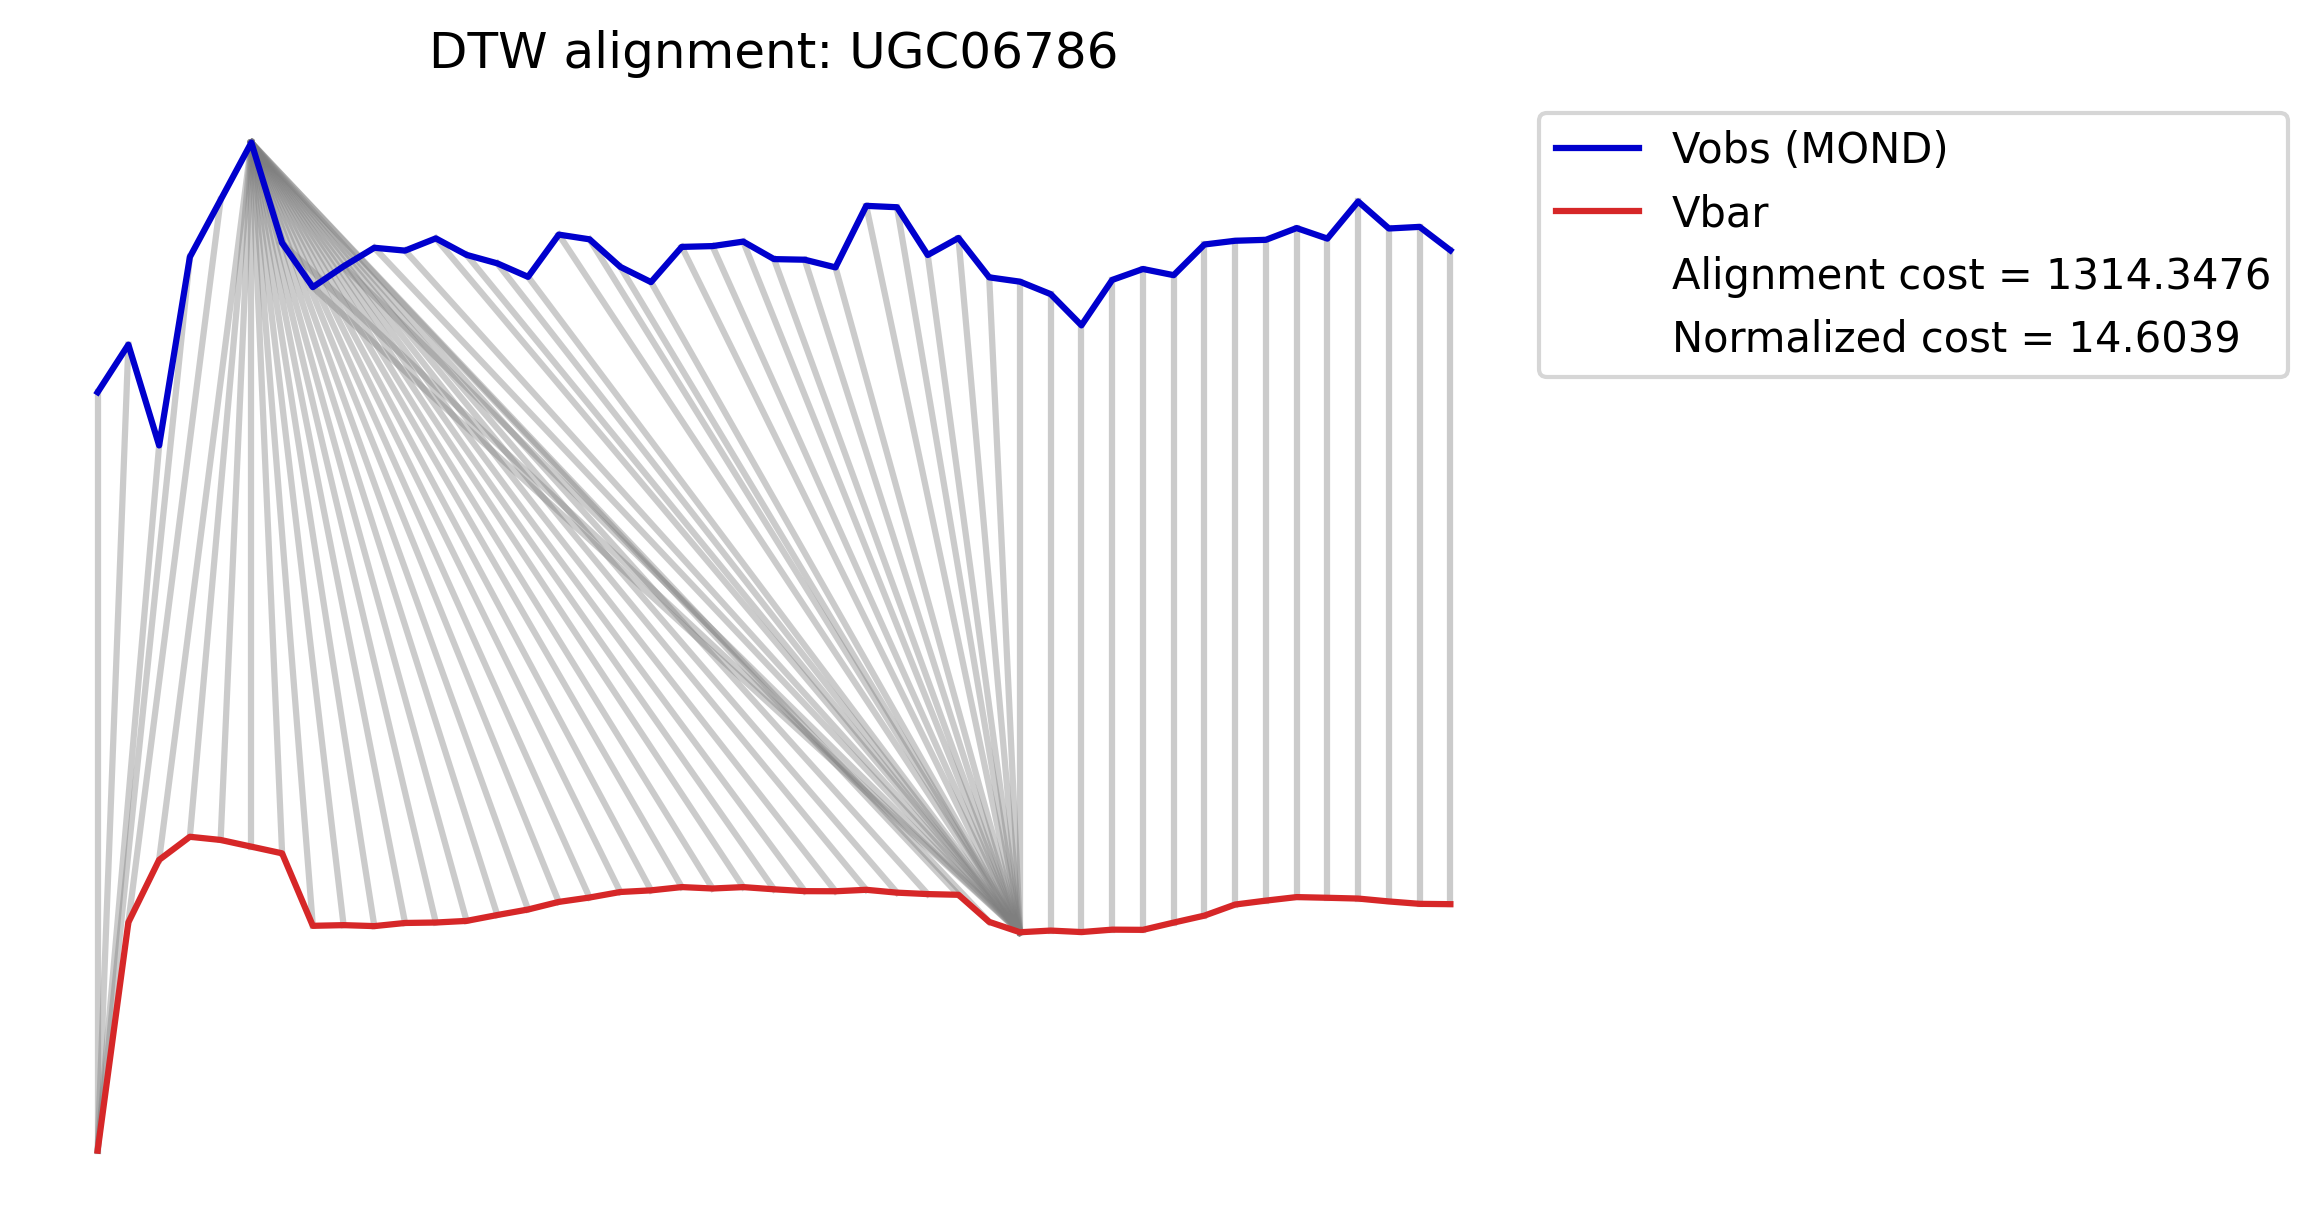 DTW alignment: UGC06786
Vobs (MOND)
Vbar
Alignment cost = 1314.3476
Normalized cost = 14.6039